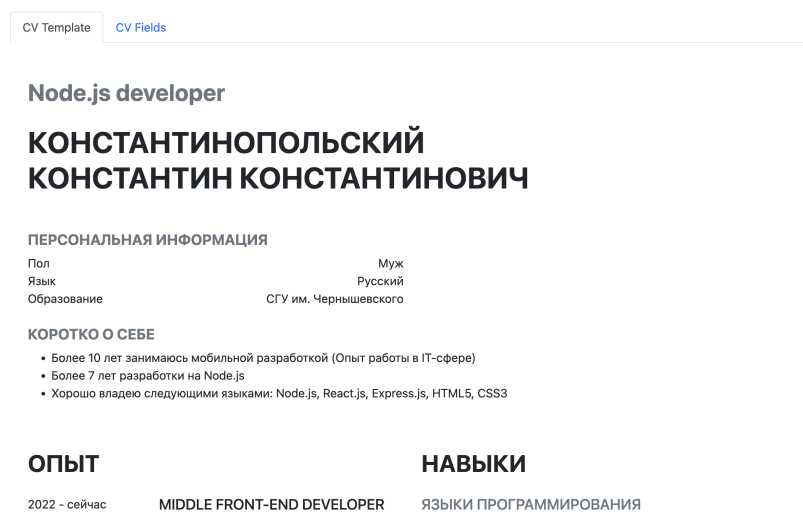 CV Template
CV Fields
Node.js developer
КОНСТАНТИНОПОЛЬСКИЙ
КОНСТАНТИН КОНСТАНТИНОВИЧ
ПЕРСОНАЛЬНАЯ ИНФОРМАЦИЯ
Пол Муж
Язык Русский
Образование СГУ им. Чернышевского
КОРОТКО О СЕБЕ
• Более 10 лет занимаюсь мобильной разработкой (Опыт работы в IT-сфере)
• Более 7 лет разработки на Node.js
• Хорошо владею следующими языками: Node.js, React.js, Express.js, HTML5, CSS3
ОПЫТ
2022 - сейчас MIDDLE FRONT-END DEVELOPER
НАВЫКИ
ЯЗЫКИ ПРОГРАММИРОВАНИЯ